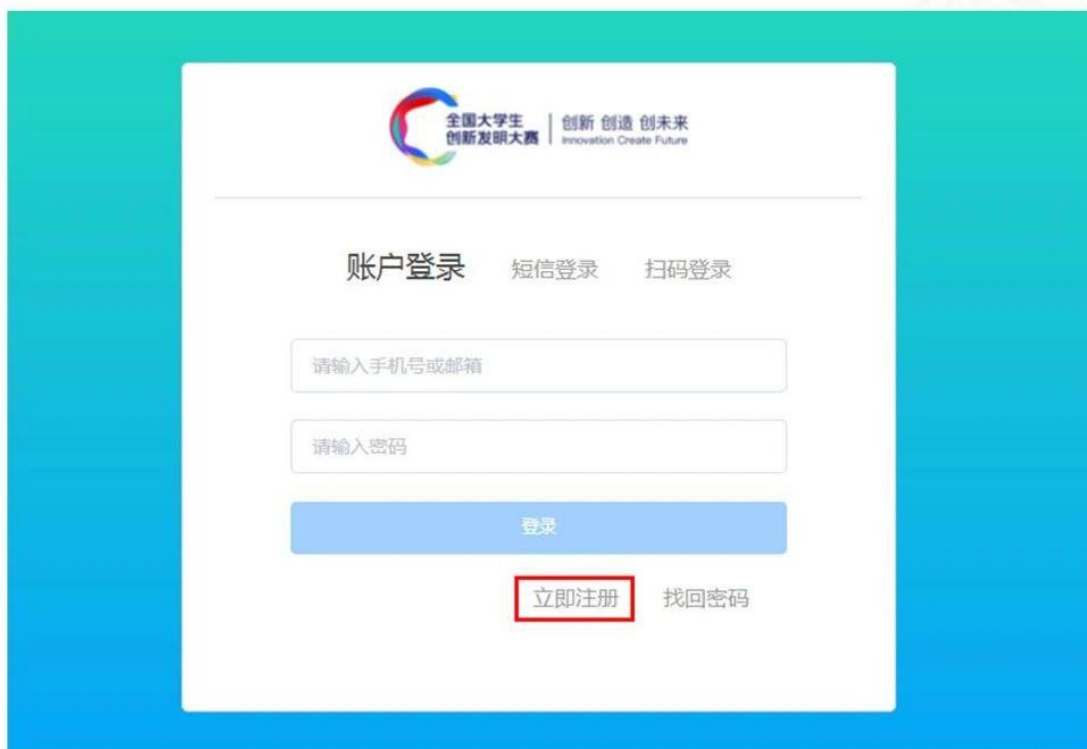 全国大学生
创新发明大赛
创新 创造 创未来
Innovation Create Future
账户登录 短信登录 扫码登录
请输入手机号或邮箱
请输入密码
登录
立即注册 找回密码